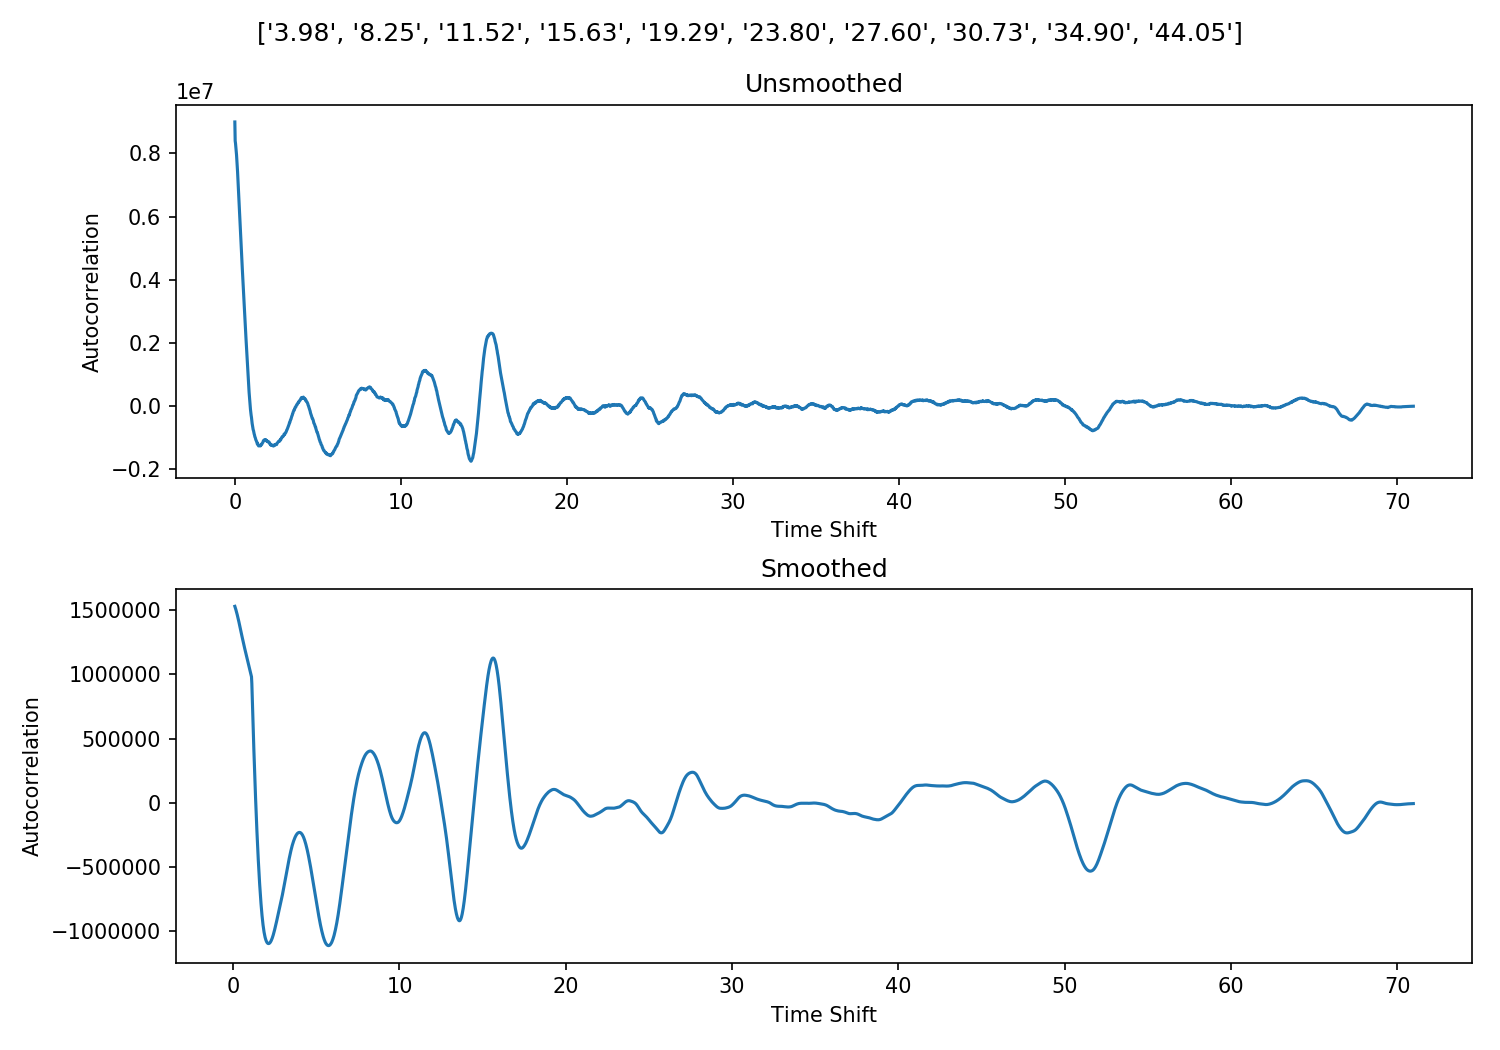 ['3.98', '8.25', '11.52', '15.63', '19.29', '23.80', '27.60', '30.73', '34.90', '44.05']
Unsmoothed
1e7
0.8
0.6
0.4
0.2
0.0
−0.2
Autocorrelation
0 10 20 30 40 50 60 70
Time Shift
Smoothed
1500000
1000000
500000
0
−500000
−1000000
Autocorrelation
0 10 20 30 40 50 60 70
Time Shift